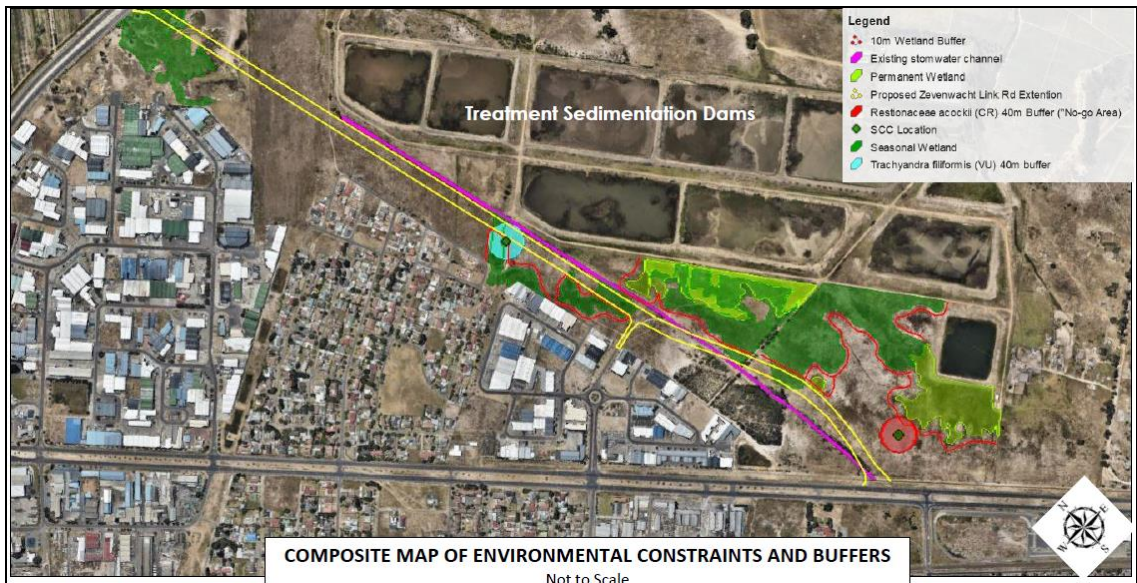 Legend
10m Wetland Buffer
Existing stomwater channel
Permanent Wetland
Proposed Zevenwacht Link Rd Extention
Restionaceae acockii (CR) 40m Buffer ("No-go Area)
SCC Location
Seasonal Wetland
Trachyandra filiformis (VU) 40m buffer
Treatment Sedimentation Dams
N
E
W
S
COMPOSITE MAP OF ENVIRONMENTAL CONSTRAINTS AND BUFFERS
Not to Scale